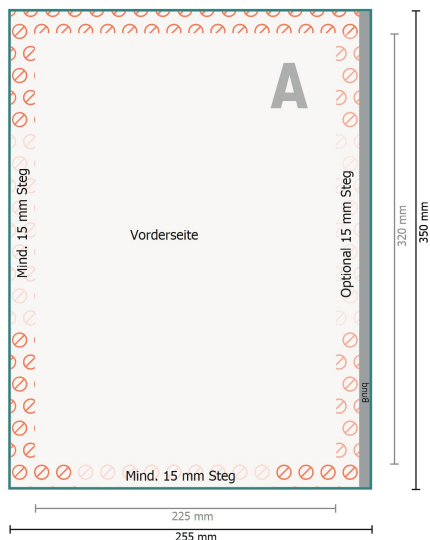 A
Mind. 15 mm Steg
Vorderseite
Optional 15 mm Steg
320 mm
350 mm
Mind. 15 mm Steg
225 mm
255 mm